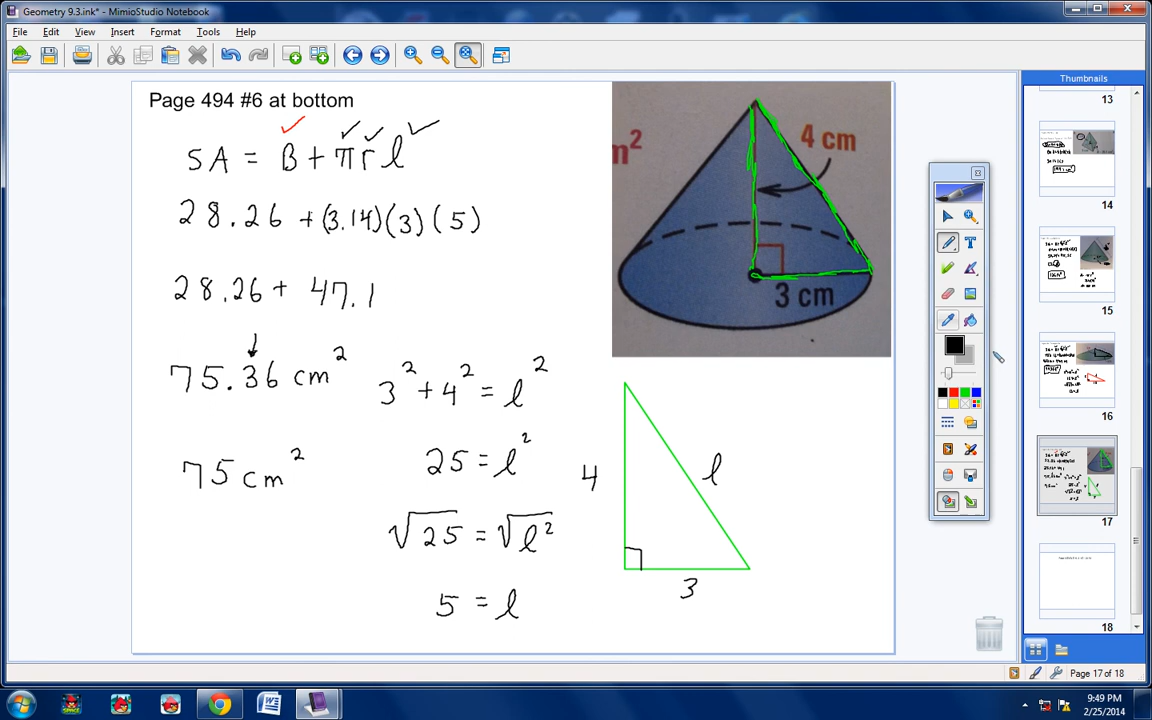 Geometry 9.3.ink* - MimioStudio Notebook
File Edit View Insert Format Tools Help
Page 494 #6 at bottom
SA = B + πrl
28.26 + (3.14)(3)(5)
28.26 + 47.1
75.36 cm²
75 cm²
3² + 4² = l²
25 = l²
√25 = √l²
5 = l
m²
4 cm
3 cm
4
l
3
T
Thumbnails
13
14
15
16
17
18
Page 17 of 18
9:49 PM
2/25/2014